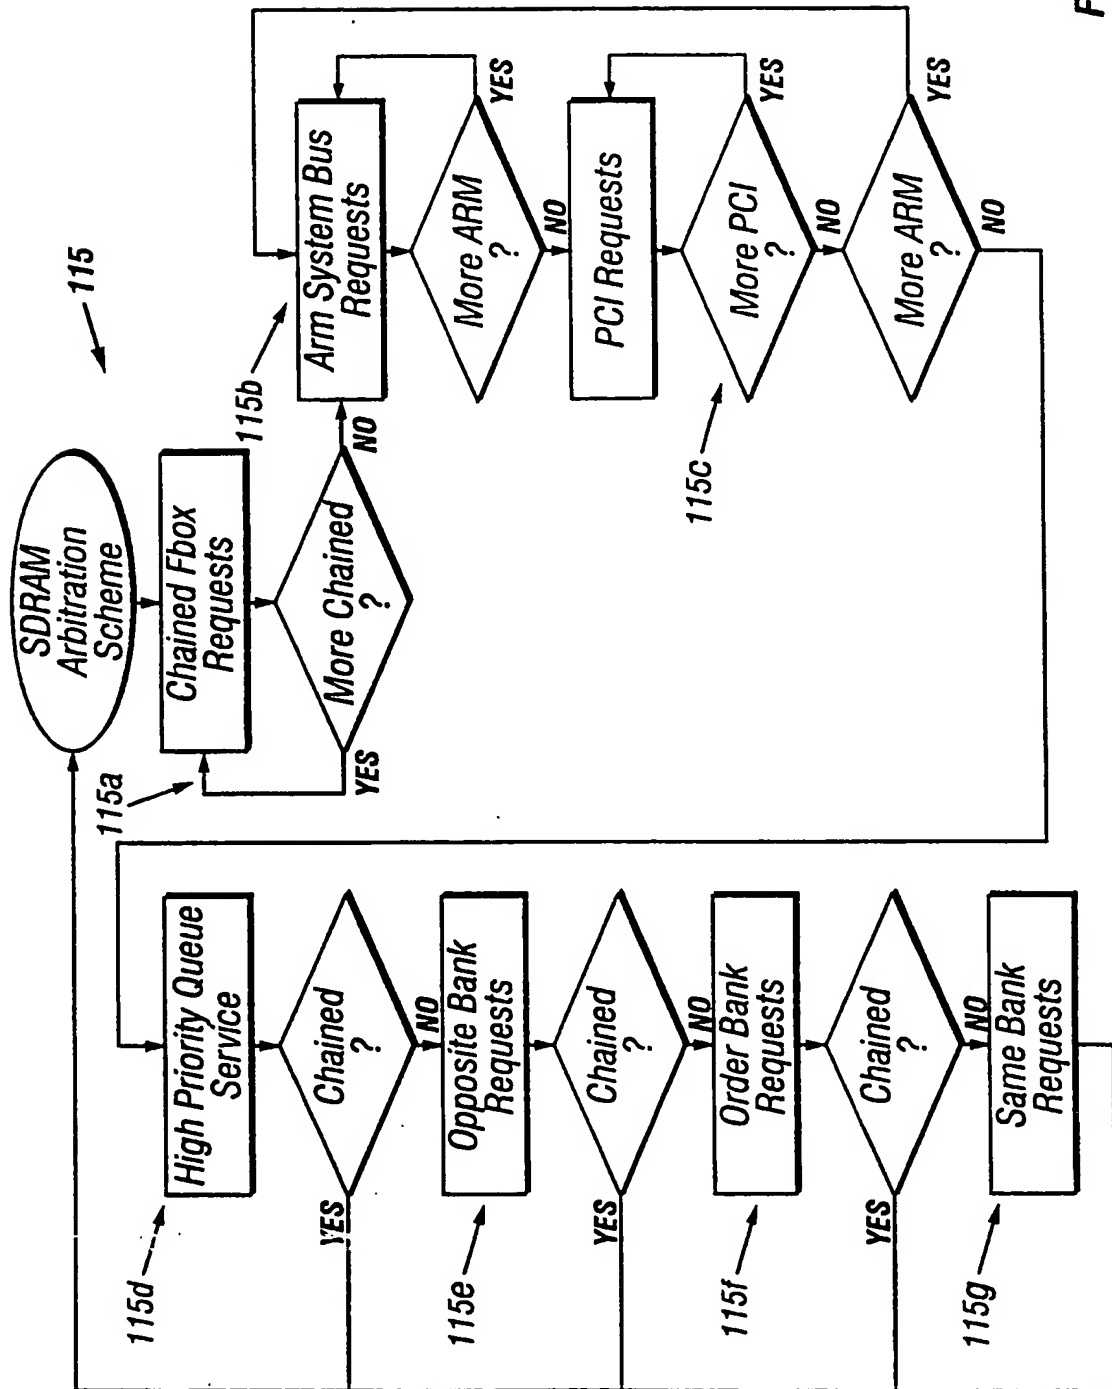 115
SDRAM
Arbitration
Scheme
115a
Chained Fbox
Requests
More Chained
?
YES
NO
115b
Arm System Bus
Requests
More ARM
?
YES
NO
PCI Requests
115c
More PCI
?
YES
NO
More ARM
?
YES
NO
115d
High Priority Queue
Service
Chained
?
YES
NO
115e
Opposite Bank
Requests
Chained
?
YES
NO
115f
Order Bank
Requests
Chained
?
YES
NO
115g
Same Bank
Requests